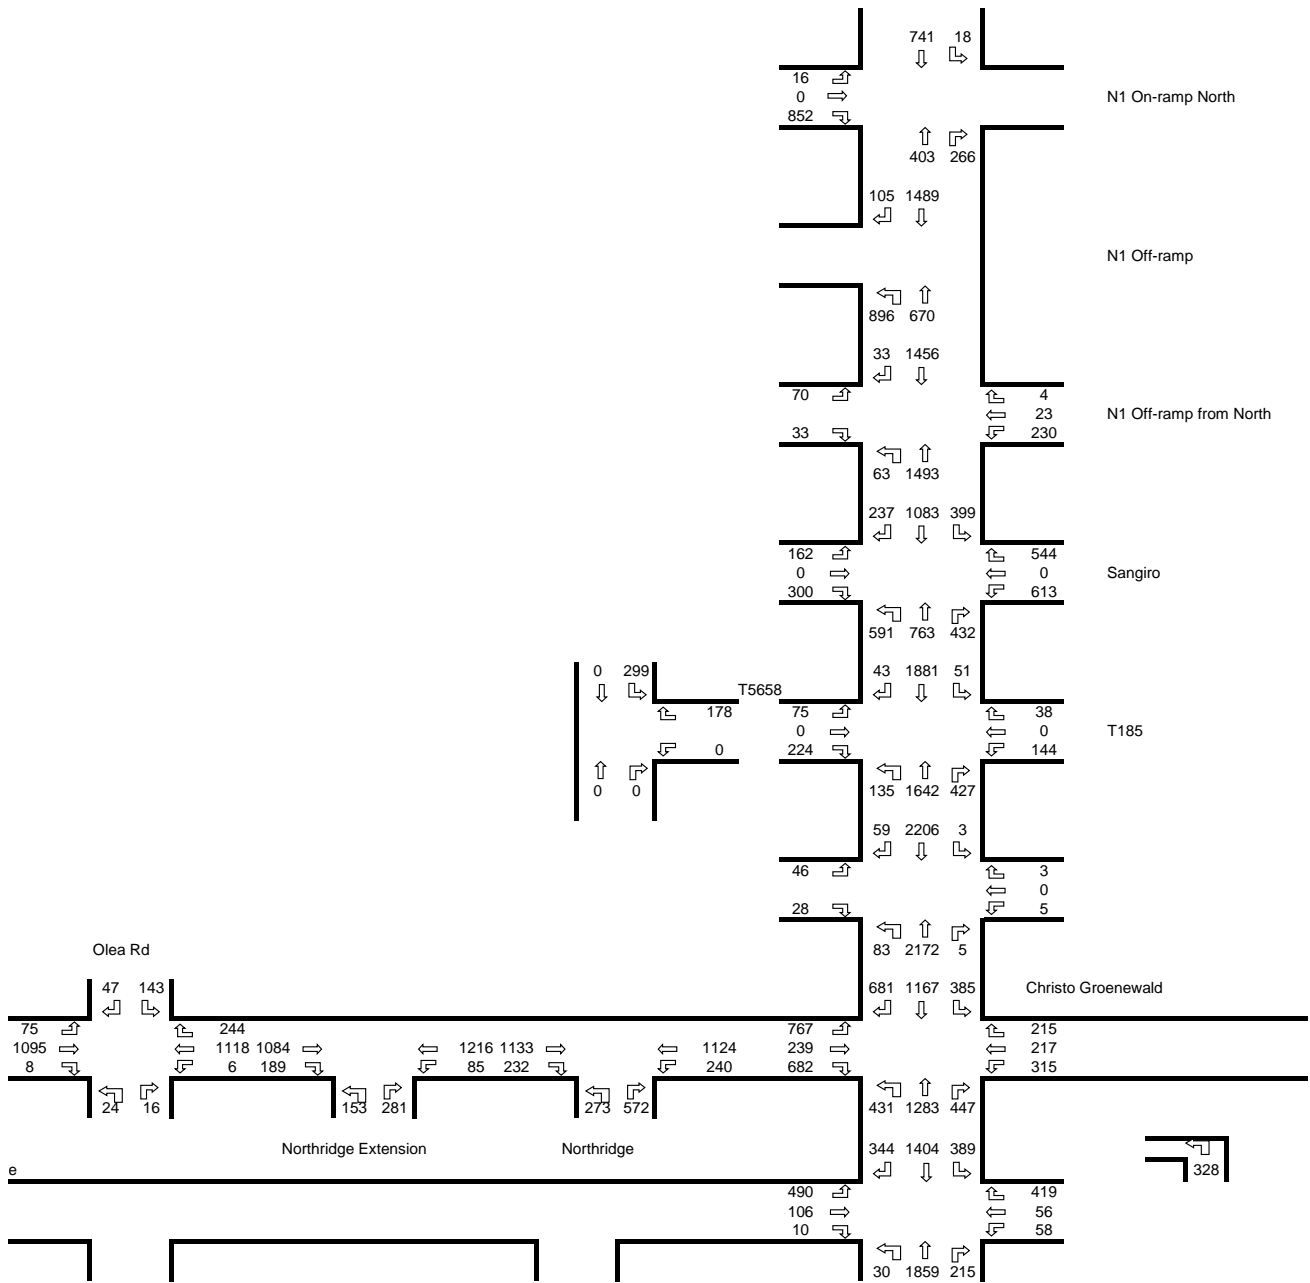 741 18
16
0
852
N1 On-ramp North
403 266
105 1489
N1 Off-ramp
896 670
33 1456
70
33
4
23
230
N1 Off-ramp from North
63 1493
237 1083 399
162
0
300
544
0
613
Sangiro
591 763 432
0 299
T5658
43 1881 51
178
0
75
0
224
38
0
144
T185
0 0
135 1642 427
59 2206 3
46
28
3
0
5
83 2172 5
Olea Rd
47 143
681 1167 385
Christo Groenewald
75
1095
8
244
1118 1084
6 189
1216 1133
85 232
1124
240
767
239
682
215
217
315
24 16
153 281
273 572
431 1283 447
Northridge Extension
Northridge
344 1404 389
328
e
490
106
10
419
56
58
30 1859 215